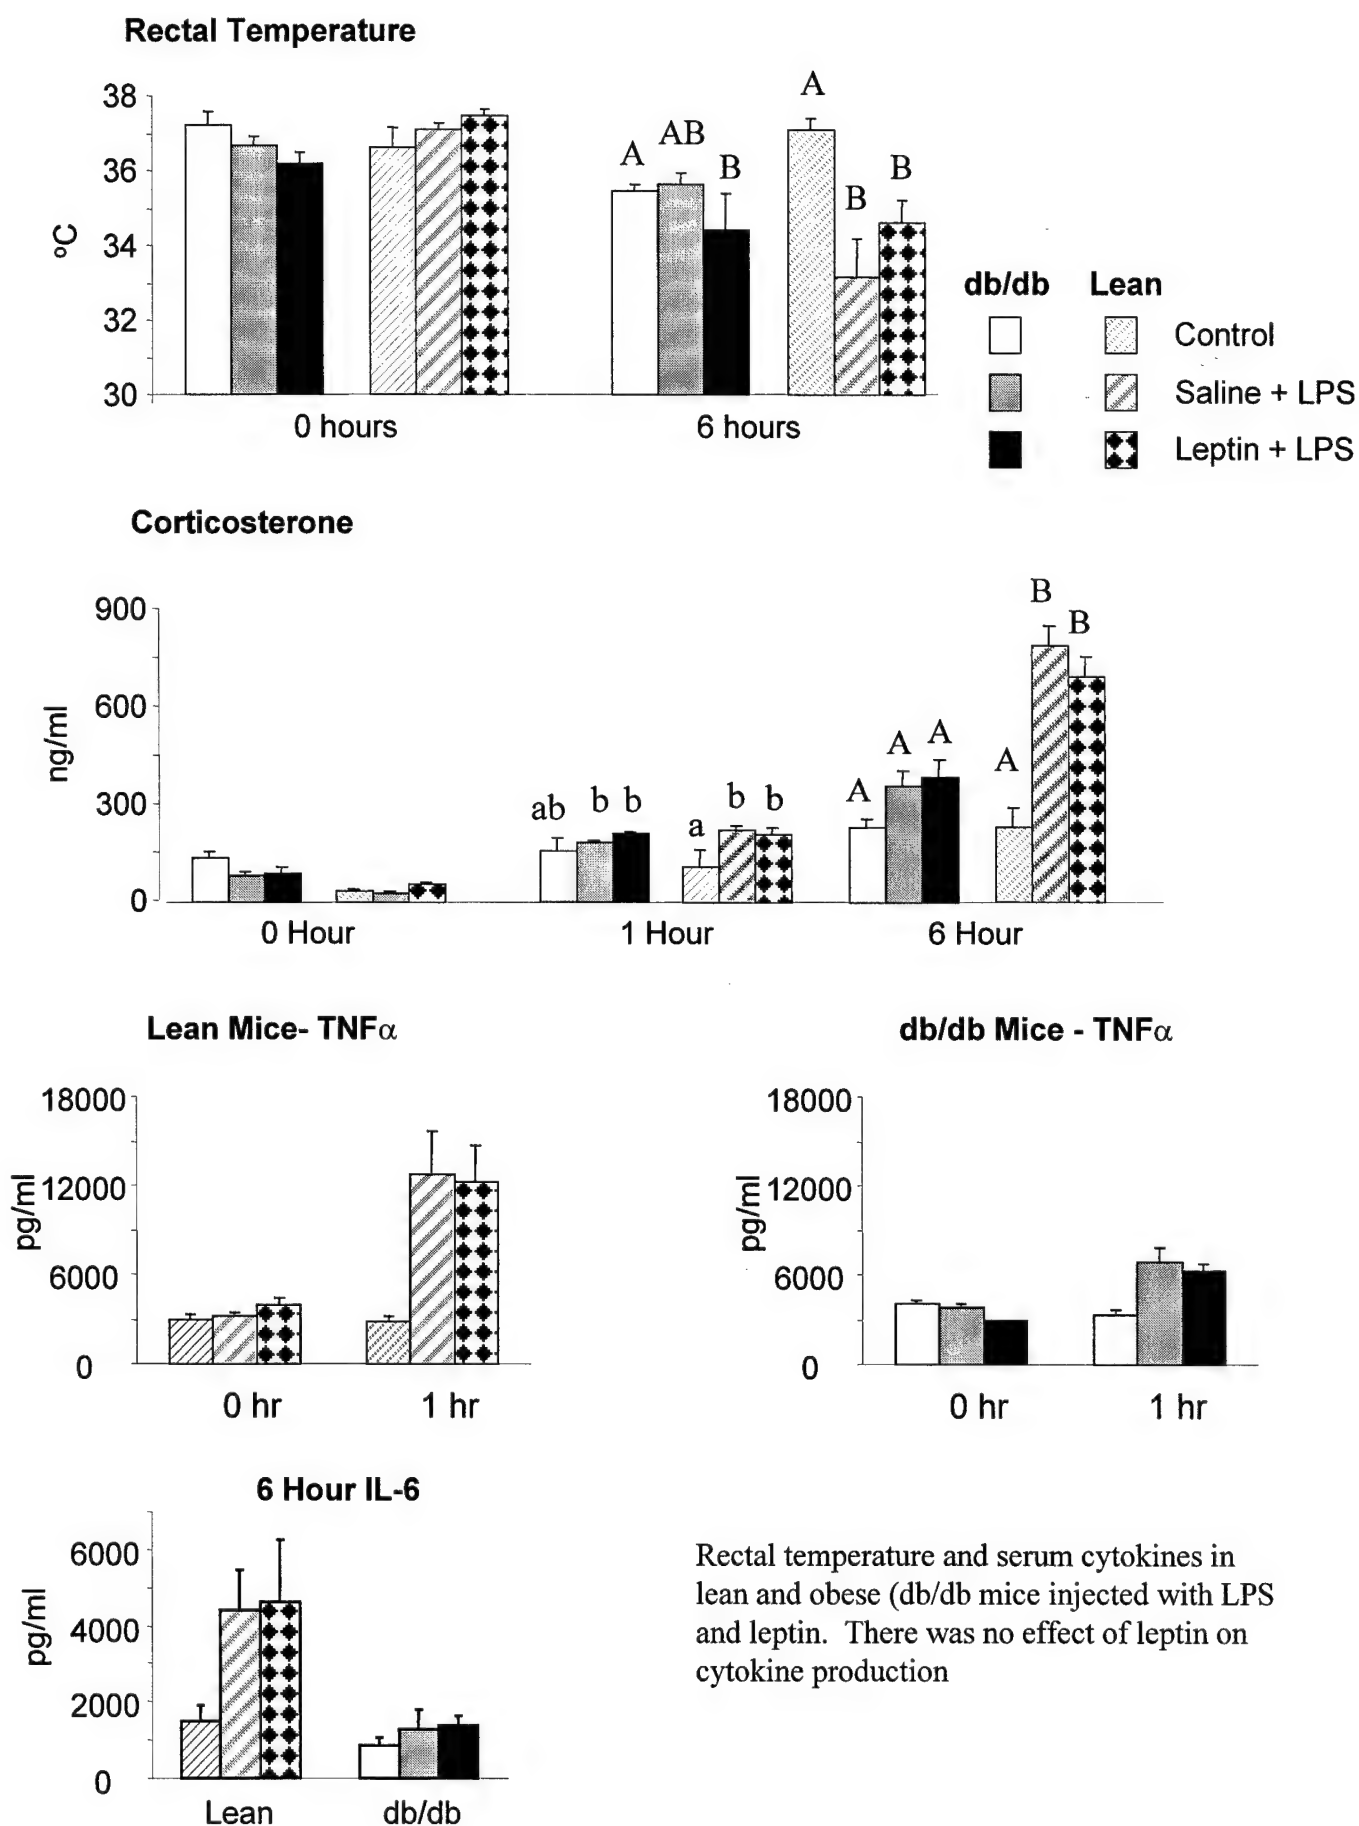 Rectal Temperature
38
36
34
32
30
ºC
A
AB
B
A
B
B
0 hours
6 hours
db/db Lean
Control
Saline + LPS
Leptin + LPS
Corticosterone
900
600
300
0
ng/ml
ab
b
b
a
b
b
A
A
A
A
B
B
0 Hour
1 Hour
6 Hour
Lean Mice- TNFα
18000
12000
6000
0
pg/ml
0 hr
1 hr
db/db Mice - TNFα
18000
12000
6000
0
pg/ml
0 hr
1 hr
6 Hour IL-6
6000
4000
2000
0
pg/ml
Lean
db/db
Rectal temperature and serum cytokines in
lean and obese (db/db mice injected with LPS
and leptin. There was no effect of leptin on
cytokine production